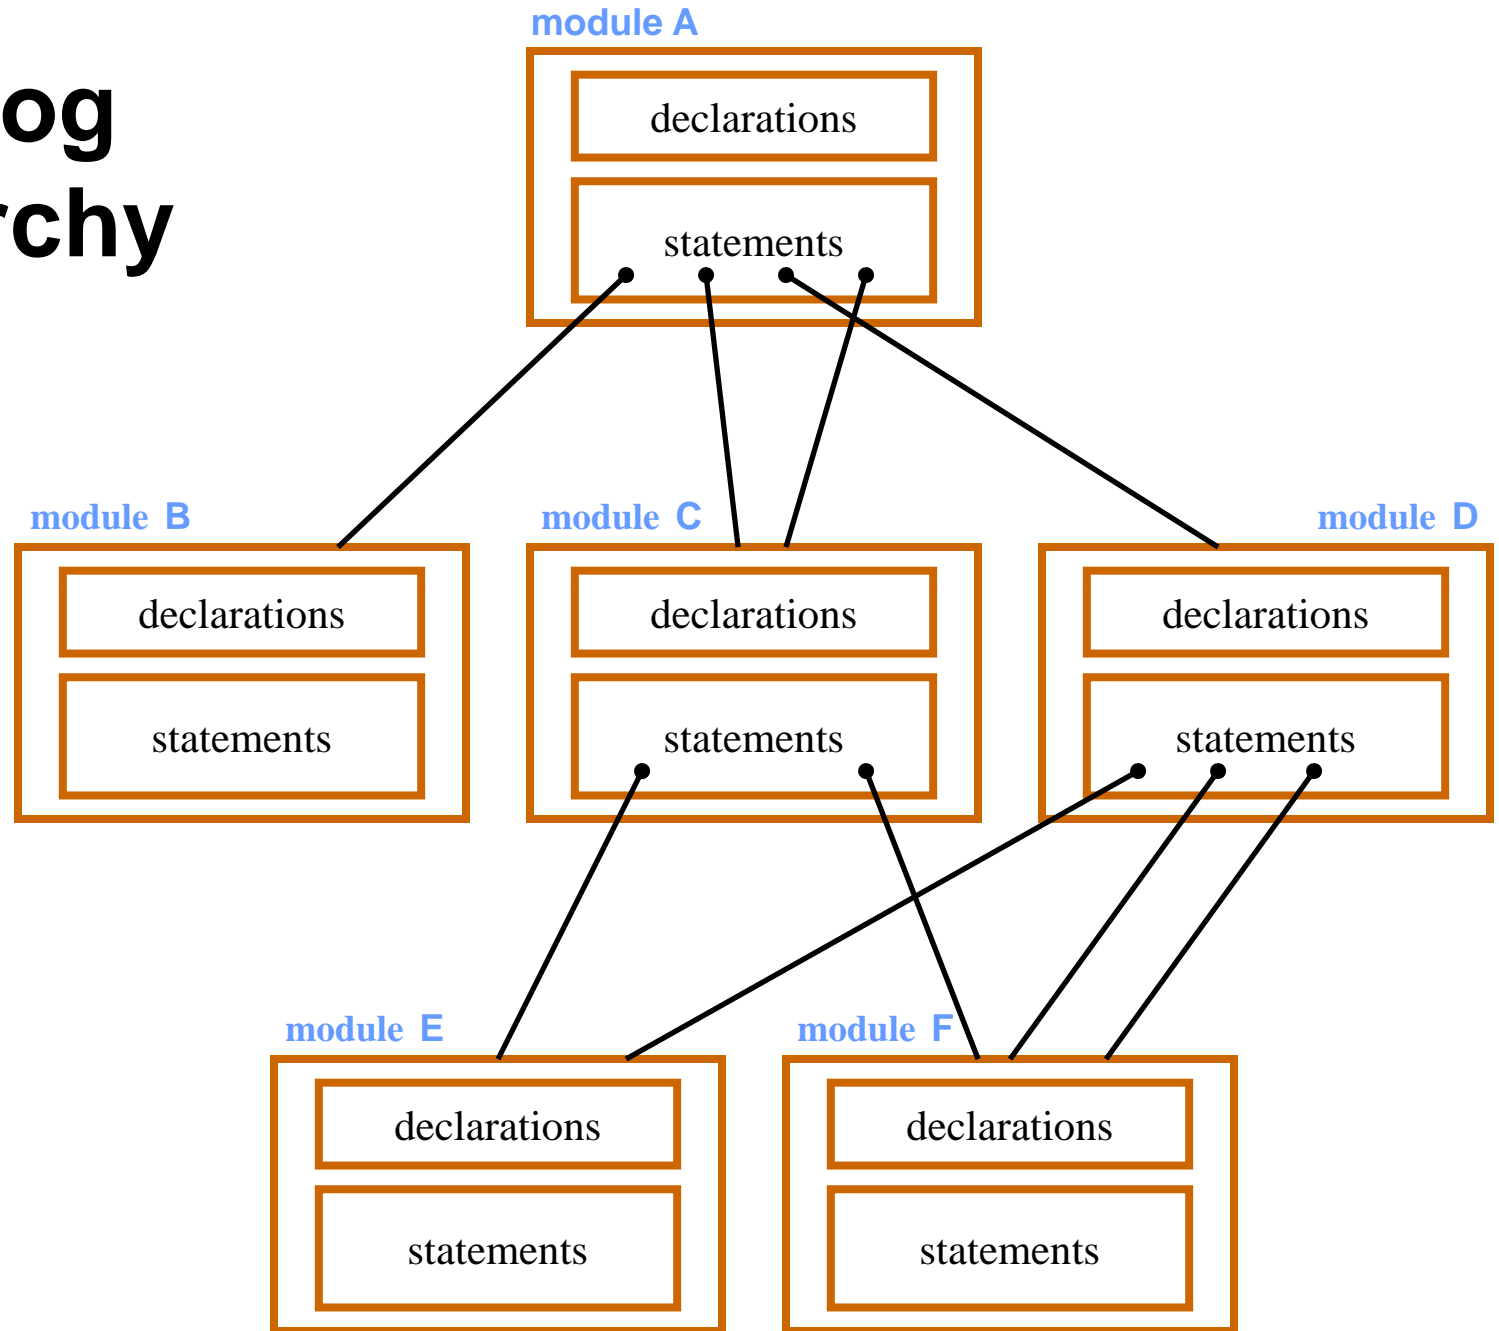 module A
og
rchy
declarations
statements
module B
module C
module D
declarations
declarations
declarations
statements
statements
statements
module E
module F
declarations
declarations
statements
statements